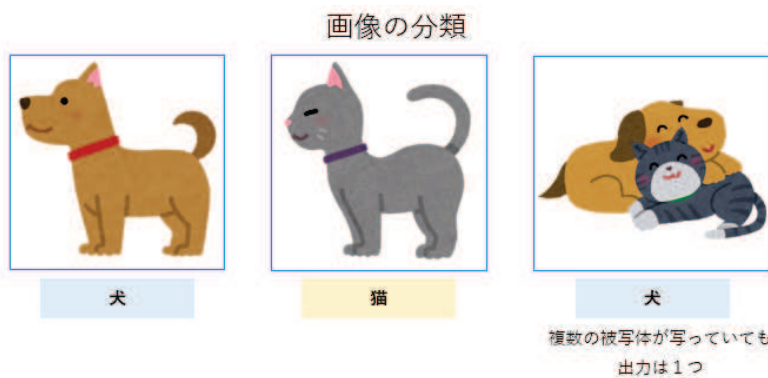 画像の分類
犬
猫
犬
複数の被写体が写っていても
出力は１つ